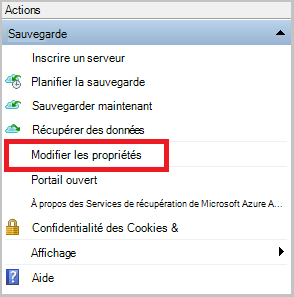 Actions
Sauvegarde
Inscrire un serveur
Planifier la sauvegarde
Sauvegarder maintenant
Récupérer des données
Modifier les propriétés
Portail ouvert
À propos des Services de récupération de Microsoft Azure A...
Confidentialité des Cookies &
Affichage
? Aide